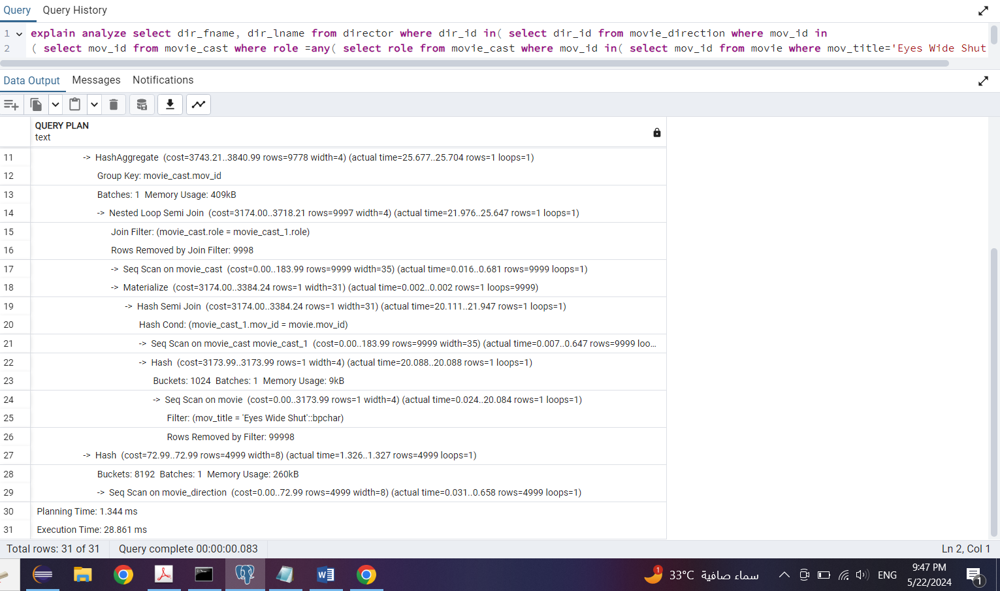 Query Query History
1 explain analyze select dir_fname, dir_lname from director where dir_id in( select dir_id from movie_direction where mov_id in
2 ( select mov_id from movie_cast where role =any( select role from movie_cast where mov_id in( select mov_id from movie where mov_title='Eyes Wide Shut
Data Output Messages Notifications
QUERY PLAN
text
11 -> HashAggregate (cost=3743.21..3840.99 rows=9778 width=4) (actual time=25.677..25.704 rows=1 loops=1)
12 Group Key: movie_cast.mov_id
13 Batches: 1 Memory Usage: 409kB
14 -> Nested Loop Semi Join (cost=3174.00..3718.21 rows=9997 width=4) (actual time=21.976..25.647 rows=1 loops=1)
15 Join Filter: (movie_cast.role = movie_cast_1.role)
16 Rows Removed by Join Filter: 9998
17 -> Seq Scan on movie_cast (cost=0.00..183.99 rows=9999 width=35) (actual time=0.016..0.681 rows=9999 loops=1)
18 -> Materialize (cost=3174.00..3384.24 rows=1 width=31) (actual time=0.002..0.002 rows=1 loops=9999)
19 -> Hash Semi Join (cost=3174.00..3384.24 rows=1 width=31) (actual time=20.111..21.947 rows=1 loops=1)
20 Hash Cond: (movie_cast_1.mov_id = movie.mov_id)
21 -> Seq Scan on movie_cast movie_cast_1 (cost=0.00..183.99 rows=9999 width=35) (actual time=0.007..0.647 rows=9999 loo...
22 -> Hash (cost=3173.99..3173.99 rows=1 width=4) (actual time=20.088..20.088 rows=1 loops=1)
23 Buckets: 1024 Batches: 1 Memory Usage: 9kB
24 -> Seq Scan on movie (cost=0.00..3173.99 rows=1 width=4) (actual time=0.024..20.084 rows=1 loops=1)
25 Filter: (mov_title = 'Eyes Wide Shut'::bpchar)
26 Rows Removed by Filter: 99998
27 -> Hash (cost=72.99..72.99 rows=4999 width=8) (actual time=1.326..1.327 rows=4999 loops=1)
28 Buckets: 8192 Batches: 1 Memory Usage: 260kB
29 -> Seq Scan on movie_direction (cost=0.00..72.99 rows=4999 width=8) (actual time=0.031..0.658 rows=4999 loops=1)
30 Planning Time: 1.344 ms
31 Execution Time: 28.861 ms
Total rows: 31 of 31 Query complete 00:00:00.083 Ln 2, Col 1
1 33°C سماء صافية ENG 9:47 PM 1
5/22/2024